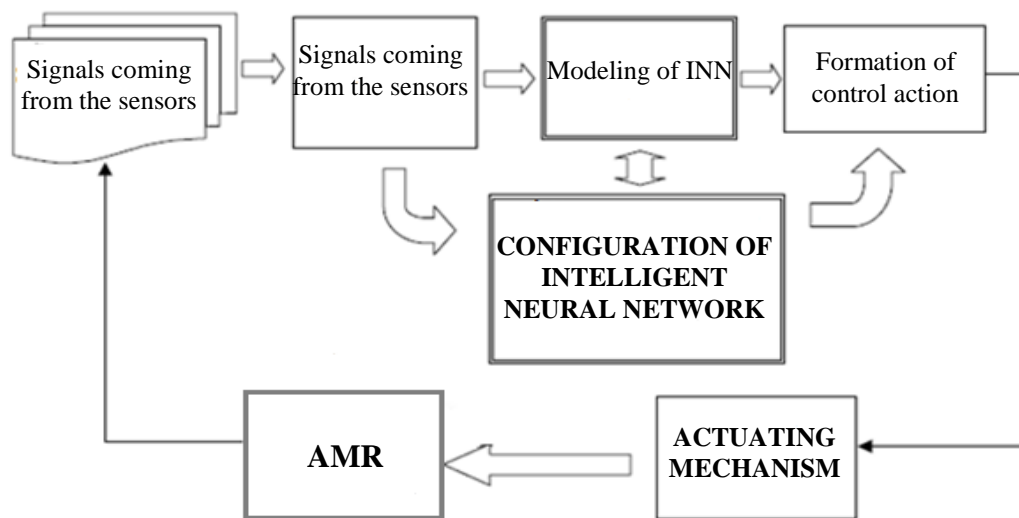 Signals coming
from the sensors
Signals coming
from the sensors
Modeling of INN
Formation of
control action
CONFIGURATION OF
INTELLIGENT
NEURAL NETWORK
AMR
ACTUATING
MECHANISM